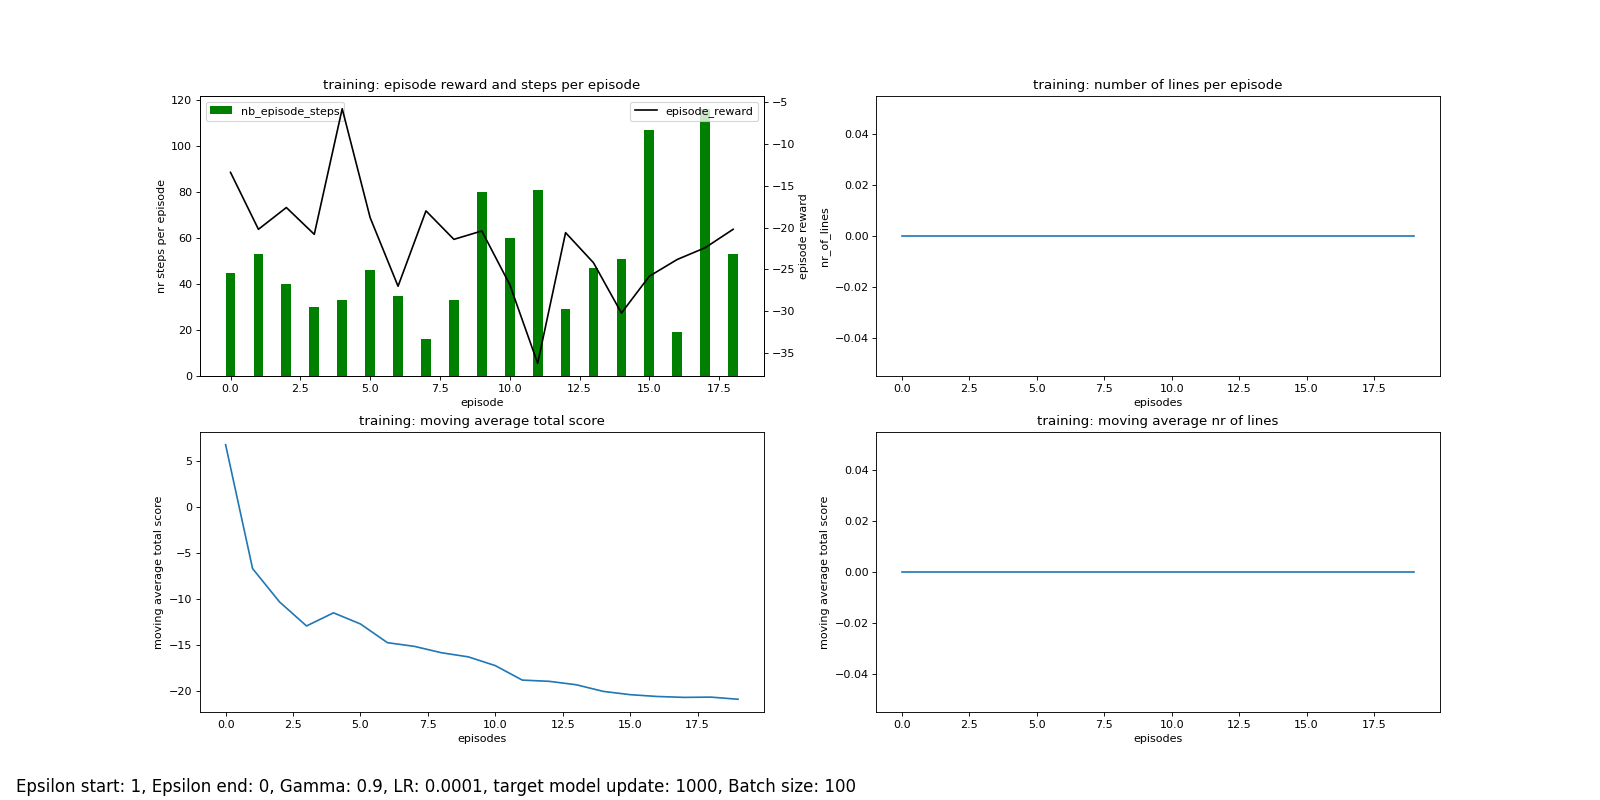 training: episode reward and steps per episode
nb_episode_steps
episode_reward
120
100
80
60
40
20
0
nr steps per episode
−5
−10
−15
−20
−25
−30
−35
episode reward
0.0 2.5 5.0 7.5 10.0 12.5 15.0 17.5
episode
training: number of lines per episode
0.04
0.02
0.00
−0.02
−0.04
nr_of_lines
0.0 2.5 5.0 7.5 10.0 12.5 15.0 17.5
episodes
training: moving average total score
5
0
−5
−10
−15
−20
moving average total score
0.0 2.5 5.0 7.5 10.0 12.5 15.0 17.5
episodes
training: moving average nr of lines
0.04
0.02
0.00
−0.02
−0.04
moving average total score
0.0 2.5 5.0 7.5 10.0 12.5 15.0 17.5
episodes
Epsilon start: 1, Epsilon end: 0, Gamma: 0.9, LR: 0.0001, target model update: 1000, Batch size: 100